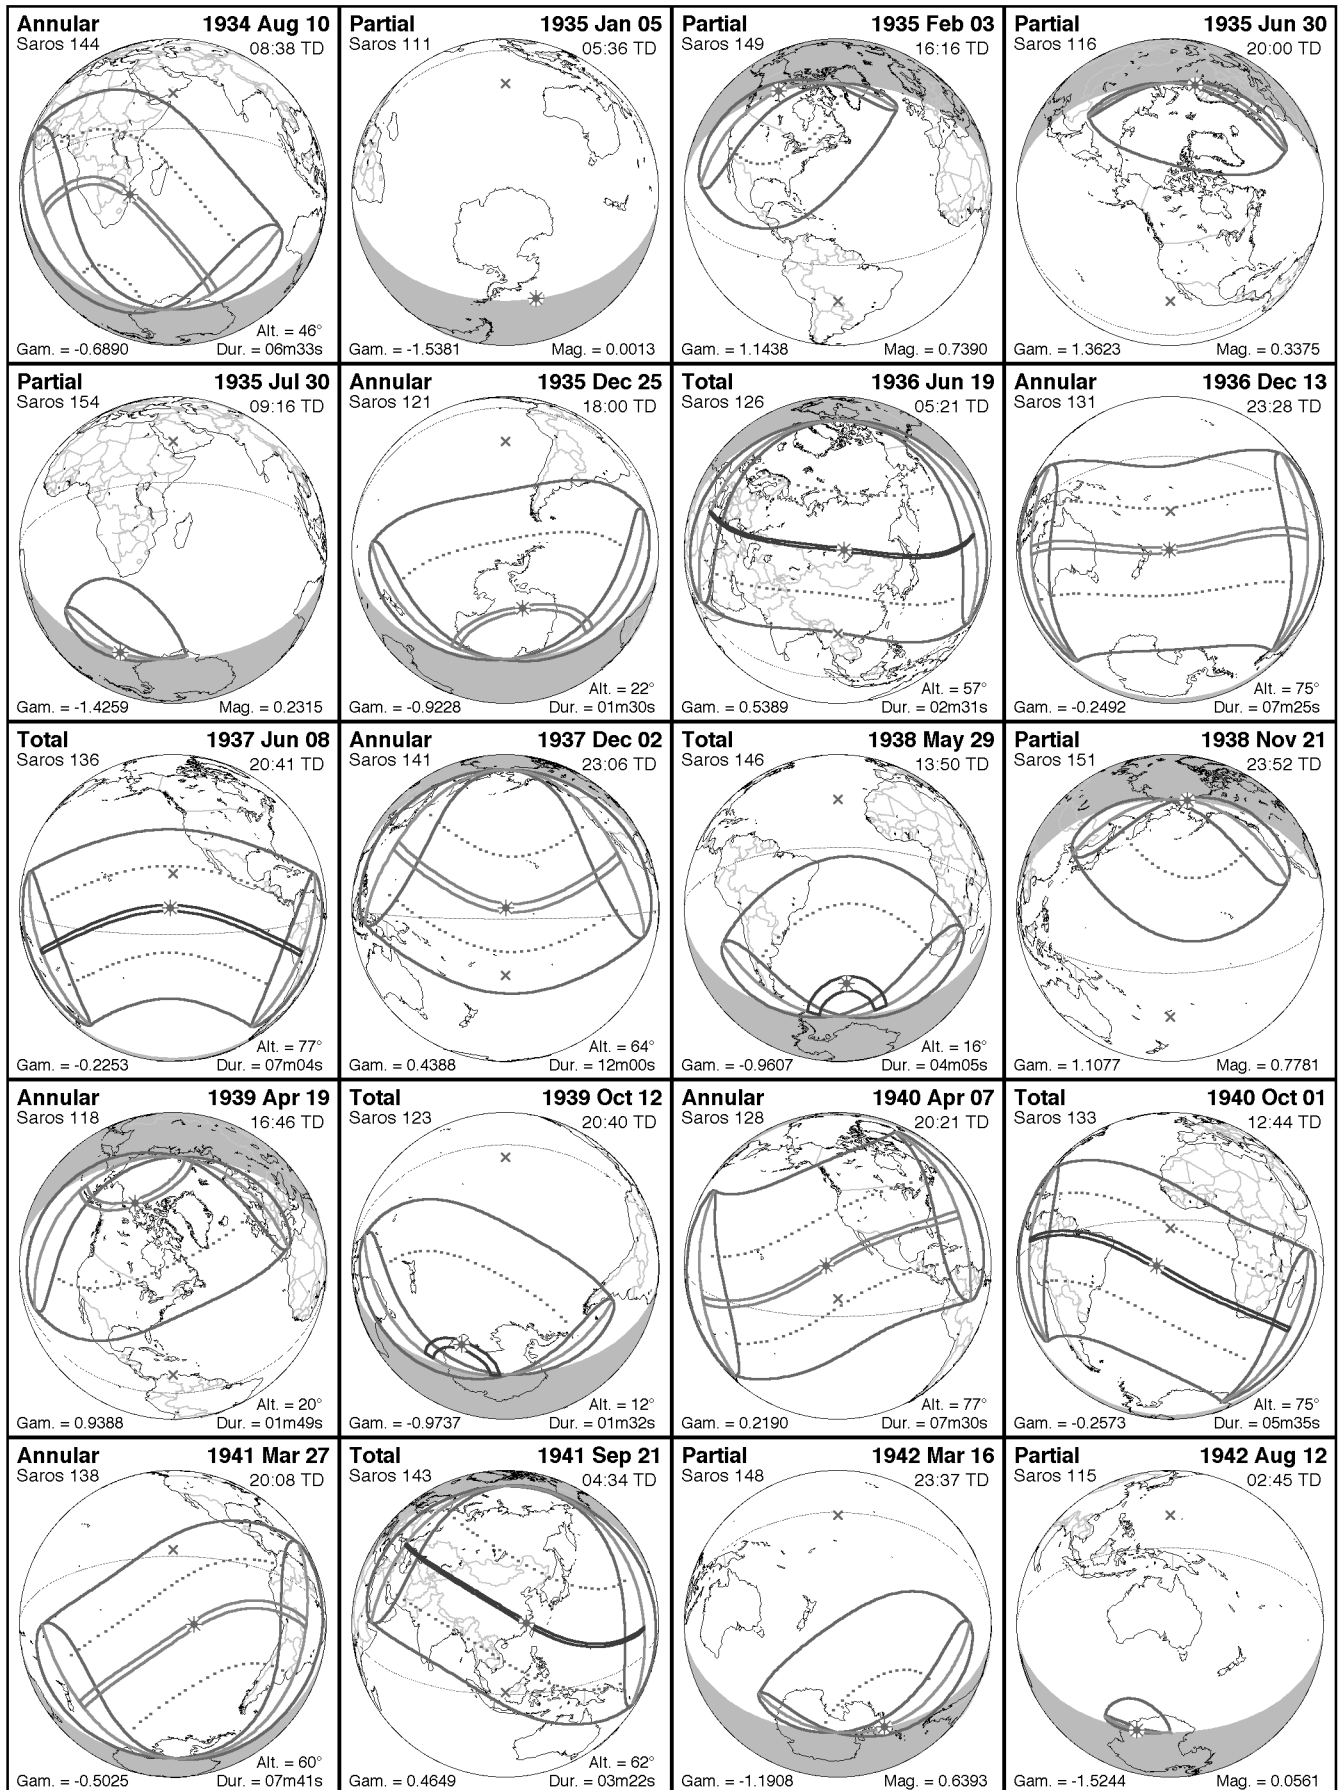 Annular 1934 Aug 10
Saros 144 08:38 TD
Alt. = 46°
Gam. = -0.6890 Dur. = 06m33s
Partial 1935 Jan 05
Saros 111 05:36 TD
Gam. = -1.5381 Mag. = 0.0013
Partial 1935 Feb 03
Saros 149 16:16 TD
Gam. = 1.1438 Mag. = 0.7390
Partial 1935 Jun 30
Saros 116 20:00 TD
Gam. = 1.3623 Mag. = 0.3375
Partial 1935 Jul 30
Saros 154 09:16 TD
Gam. = -1.4259 Mag. = 0.2315
Annular 1935 Dec 25
Saros 121 18:00 TD
Alt. = 22°
Gam. = -0.9228 Dur. = 01m30s
Total 1936 Jun 19
Saros 126 05:21 TD
Alt. = 57°
Gam. = 0.5389 Dur. = 02m31s
Annular 1936 Dec 13
Saros 131 23:28 TD
Alt. = 75°
Gam. = -0.2492 Dur. = 07m25s
Total 1937 Jun 08
Saros 136 20:41 TD
Alt. = 77°
Gam. = -0.2253 Dur. = 07m04s
Annular 1937 Dec 02
Saros 141 23:06 TD
Alt. = 64°
Gam. = 0.4388 Dur. = 12m00s
Total 1938 May 29
Saros 146 13:50 TD
Alt. = 16°
Gam. = -0.9607 Dur. = 04m05s
Partial 1938 Nov 21
Saros 151 23:52 TD
Gam. = 1.1077 Mag. = 0.7781
Annular 1939 Apr 19
Saros 118 16:46 TD
Alt. = 20°
Gam. = 0.9388 Dur. = 01m49s
Total 1939 Oct 12
Saros 123 20:40 TD
Alt. = 12°
Gam. = -0.9737 Dur. = 01m32s
Annular 1940 Apr 07
Saros 128 20:21 TD
Alt. = 77°
Gam. = 0.2190 Dur. = 07m30s
Total 1940 Oct 01
Saros 133 12:44 TD
Alt. = 75°
Gam. = -0.2573 Dur. = 05m35s
Annular 1941 Mar 27
Saros 138 20:08 TD
Alt. = 60°
Gam. = -0.5025 Dur. = 07m41s
Total 1941 Sep 21
Saros 143 04:34 TD
Alt. = 62°
Gam. = 0.4649 Dur. = 03m22s
Partial 1942 Mar 16
Saros 148 23:37 TD
Gam. = -1.1908 Mag. = 0.6393
Partial 1942 Aug 12
Saros 115 02:45 TD
Gam. = -1.5244 Mag. = 0.0561